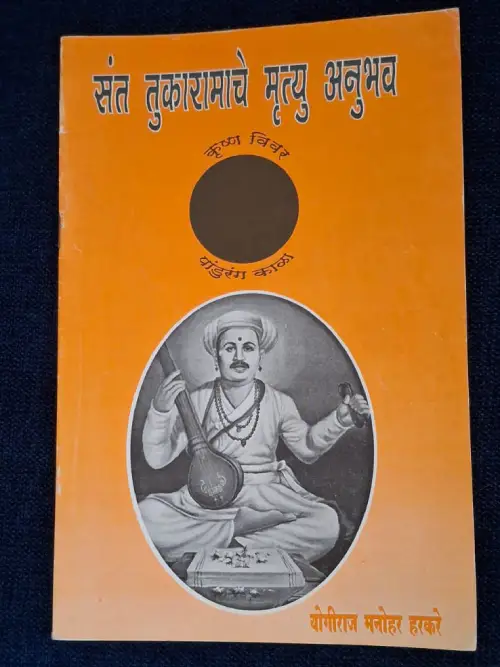 संत तुकारामाचे मृत्यु अनुभव
कृष्ण विवर
पांडुरंग काळा
योगीराज मनोहर हरकरे